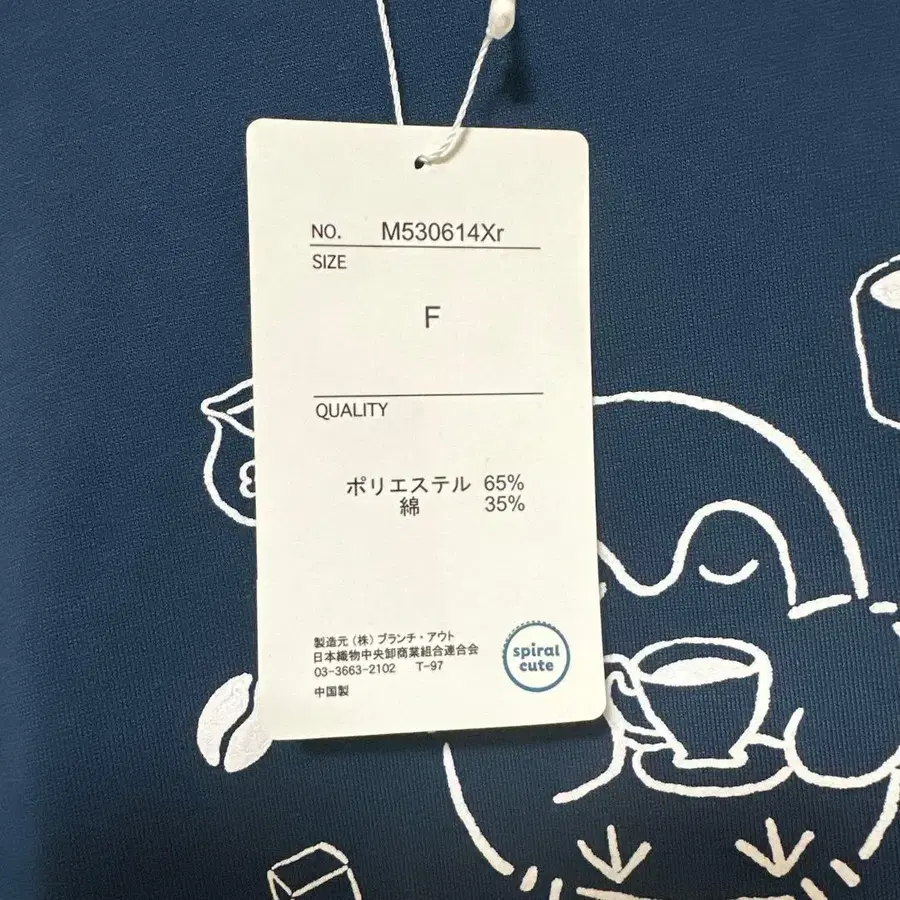 NO. M530614Xr
SIZE
F
QUALITY
ポリエステル 65%
綿 35%
製造元(株)ブランチ・アウト
日本織物中央卸商業組合連合会
03-3663-2102 T-97
中国製
spiral
cute